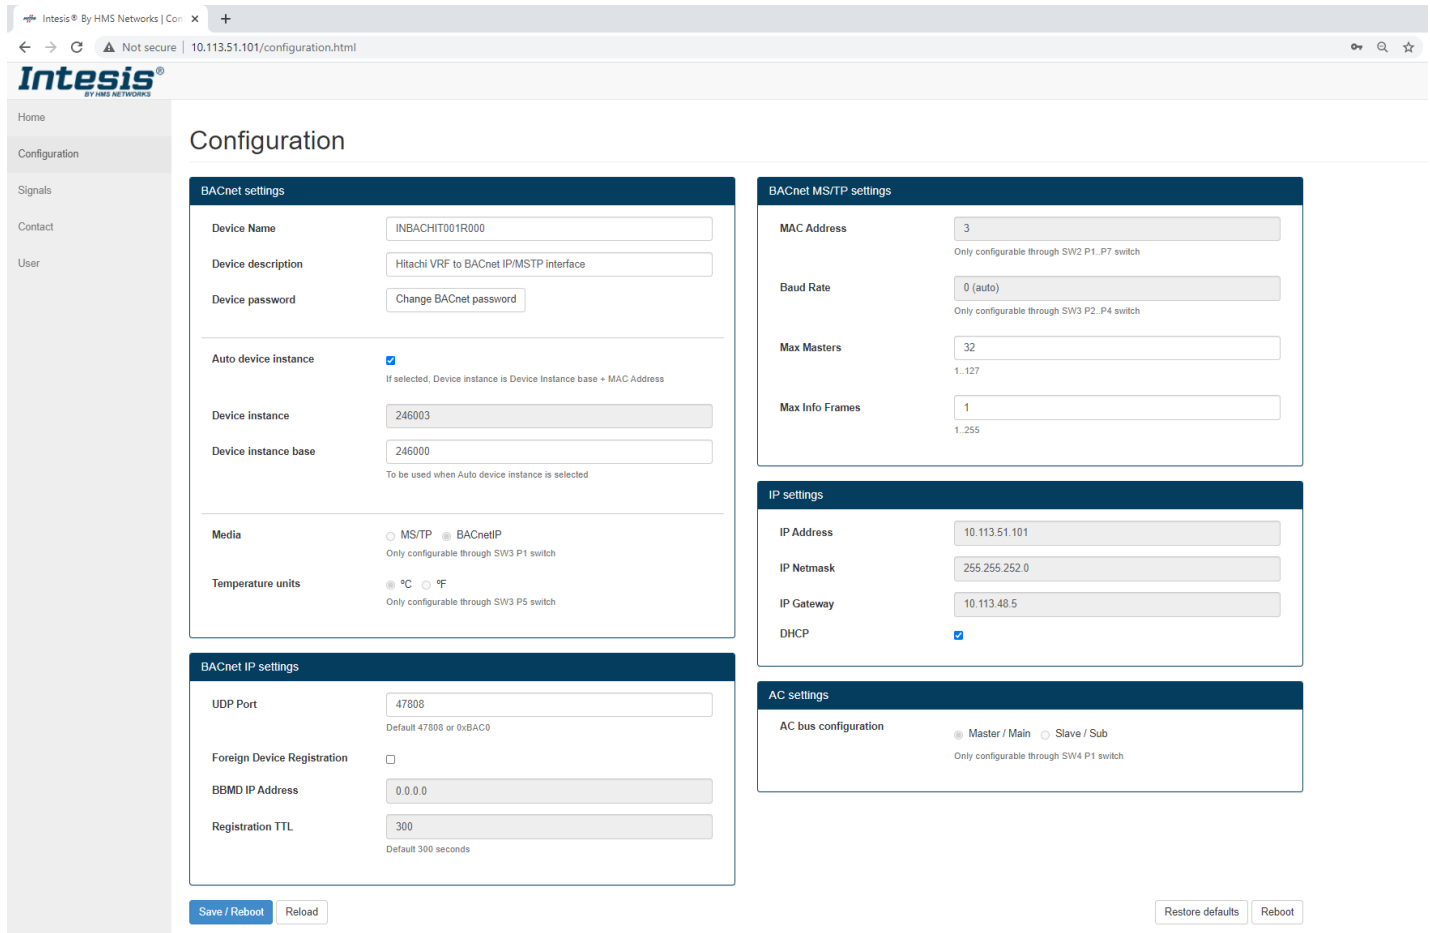 Intesis® By HMS Networks | Con
Not secure | 10.113.51.101/configuration.html
Intesis®
BY HMS NETWORKS
Home
Configuration
Signals
Contact
User
Configuration
BACnet settings
Device Name INBACHIT001R000
Device description Hitachi VRF to BACnet IP/MSTP interface
Device password Change BACnet password
Auto device instance
If selected, Device instance is Device Instance base + MAC Address
Device instance 246003
Device instance base 246000
To be used when Auto device instance is selected
Media MS/TP BACnetIP
Only configurable through SW3 P1 switch
Temperature units ºC ºF
Only configurable through SW3 P5 switch
BACnet IP settings
UDP Port 47808
Default 47808 or 0xBAC0
Foreign Device Registration
BBMD IP Address 0.0.0.0
Registration TTL 300
Default 300 seconds
Save / Reboot Reload
BACnet MS/TP settings
MAC Address 3
Only configurable through SW2 P1..P7 switch
Baud Rate 0 (auto)
Only configurable through SW3 P2..P4 switch
Max Masters 32
1..127
Max Info Frames 1
1..255
IP settings
IP Address 10.113.51.101
IP Netmask 255.255.252.0
IP Gateway 10.113.48.5
DHCP
AC settings
AC bus configuration Master / Main Slave / Sub
Only configurable through SW4 P1 switch
Restore defaults Reboot